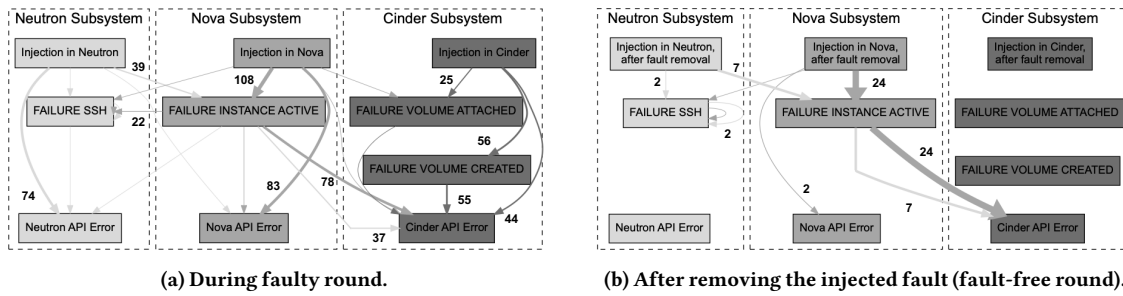 Neutron Subsystem
Nova Subsystem
Cinder Subsystem
Injection in Neutron
Injection in Nova
Injection in Cinder
39
108
25
FAILURE SSH
FAILURE INSTANCE ACTIVE
FAILURE VOLUME ATTACHED
22
56
FAILURE VOLUME CREATED
74
83
78
55
44
37
Neutron API Error
Nova API Error
Cinder API Error
(a) During faulty round.
Neutron Subsystem
Nova Subsystem
Cinder Subsystem
Injection in Neutron,
after fault removal
Injection in Nova,
after fault removal
Injection in Cinder,
after fault removal
7
2
24
FAILURE SSH
FAILURE INSTANCE ACTIVE
FAILURE VOLUME ATTACHED
2
24
FAILURE VOLUME CREATED
2
7
Neutron API Error
Nova API Error
Cinder API Error
(b) After removing the injected fault (fault-free round).